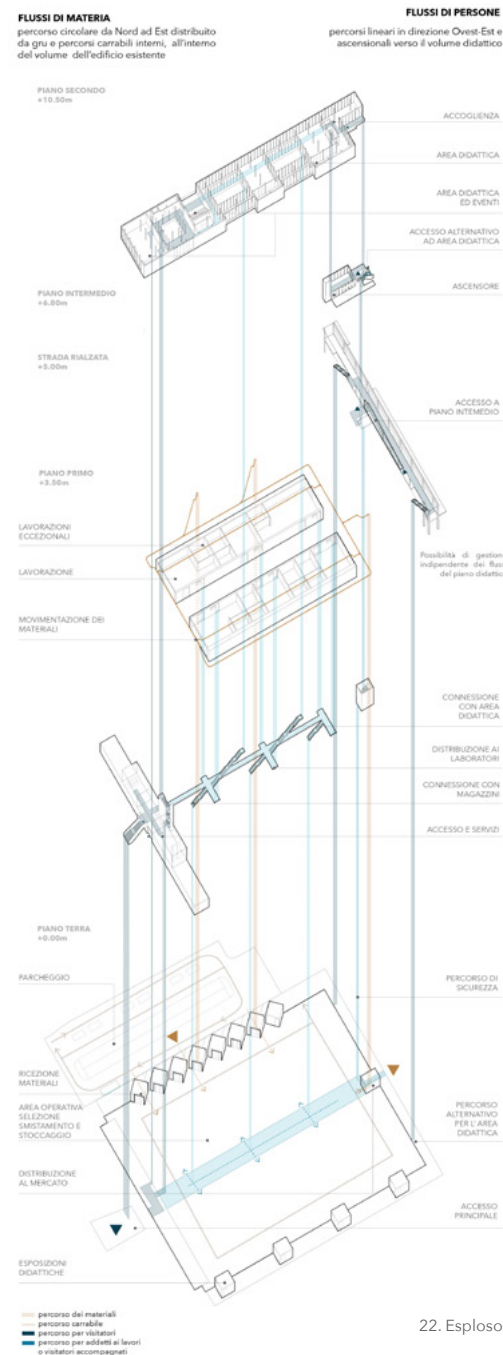 FLUSSI DI MATERIA
percorso circolare da Nord ad Est distribuito
da gru e percorsi carrabili interni, all'interno
del volume dell'edificio esistente
FLUSSI DI PERSONE
percorsi lineari in direzione Ovest-Est e
ascensionali verso il volume didattico
PIANO SECONDO
+10.50m
ACCOGLIENZA
AREA DIDATTICA
AREA DIDATTICA
ED EVENTI
ACCESSO ALTERNATIVO
AD AREA DIDATTICA
PIANO INTERMEDIO
+6.80m
ASCENSORE
STRADA RIALZATA
+5.00m
ACCESSO A
PIANO INTEMEDIO
PIANO PRIMO
+3.50m
LAVORAZIONI
ECCEZIONALI
LAVORAZIONE
Possibilità di gestion
indipendente dei flus
del piano didattic
MOVIMENTAZIONE DEI
MATERIALI
CONNESSIONE
CON AREA
DIDATTICA
DISTRIBUZIONE AI
LABORATORI
CONNESSIONE CON
MAGAZZINI
ACCESSO E SERVIZI
PIANO TERRA
+0.00m
PARCHEGGIO
PERCORSO DI
SICUREZZA
RICEZIONE
MATERIALI
AREA OPERATIVA
SELEZIONE
SMISTAMENTO E
STOCCAGGIO
PERCORSO
ALTERNATIVO
PER L' AREA
DIDATTICA
DISTRIBUZIONE
AL MERCATO
ACCESSO
PRINCIPALE
ESPOSIZIONI
DIDATTICHE
percorso dei materiali
percorso carrabile
percorso per visitatori
percorso per addetti ai lavori
o visitatori accompagnati
22. Esploso